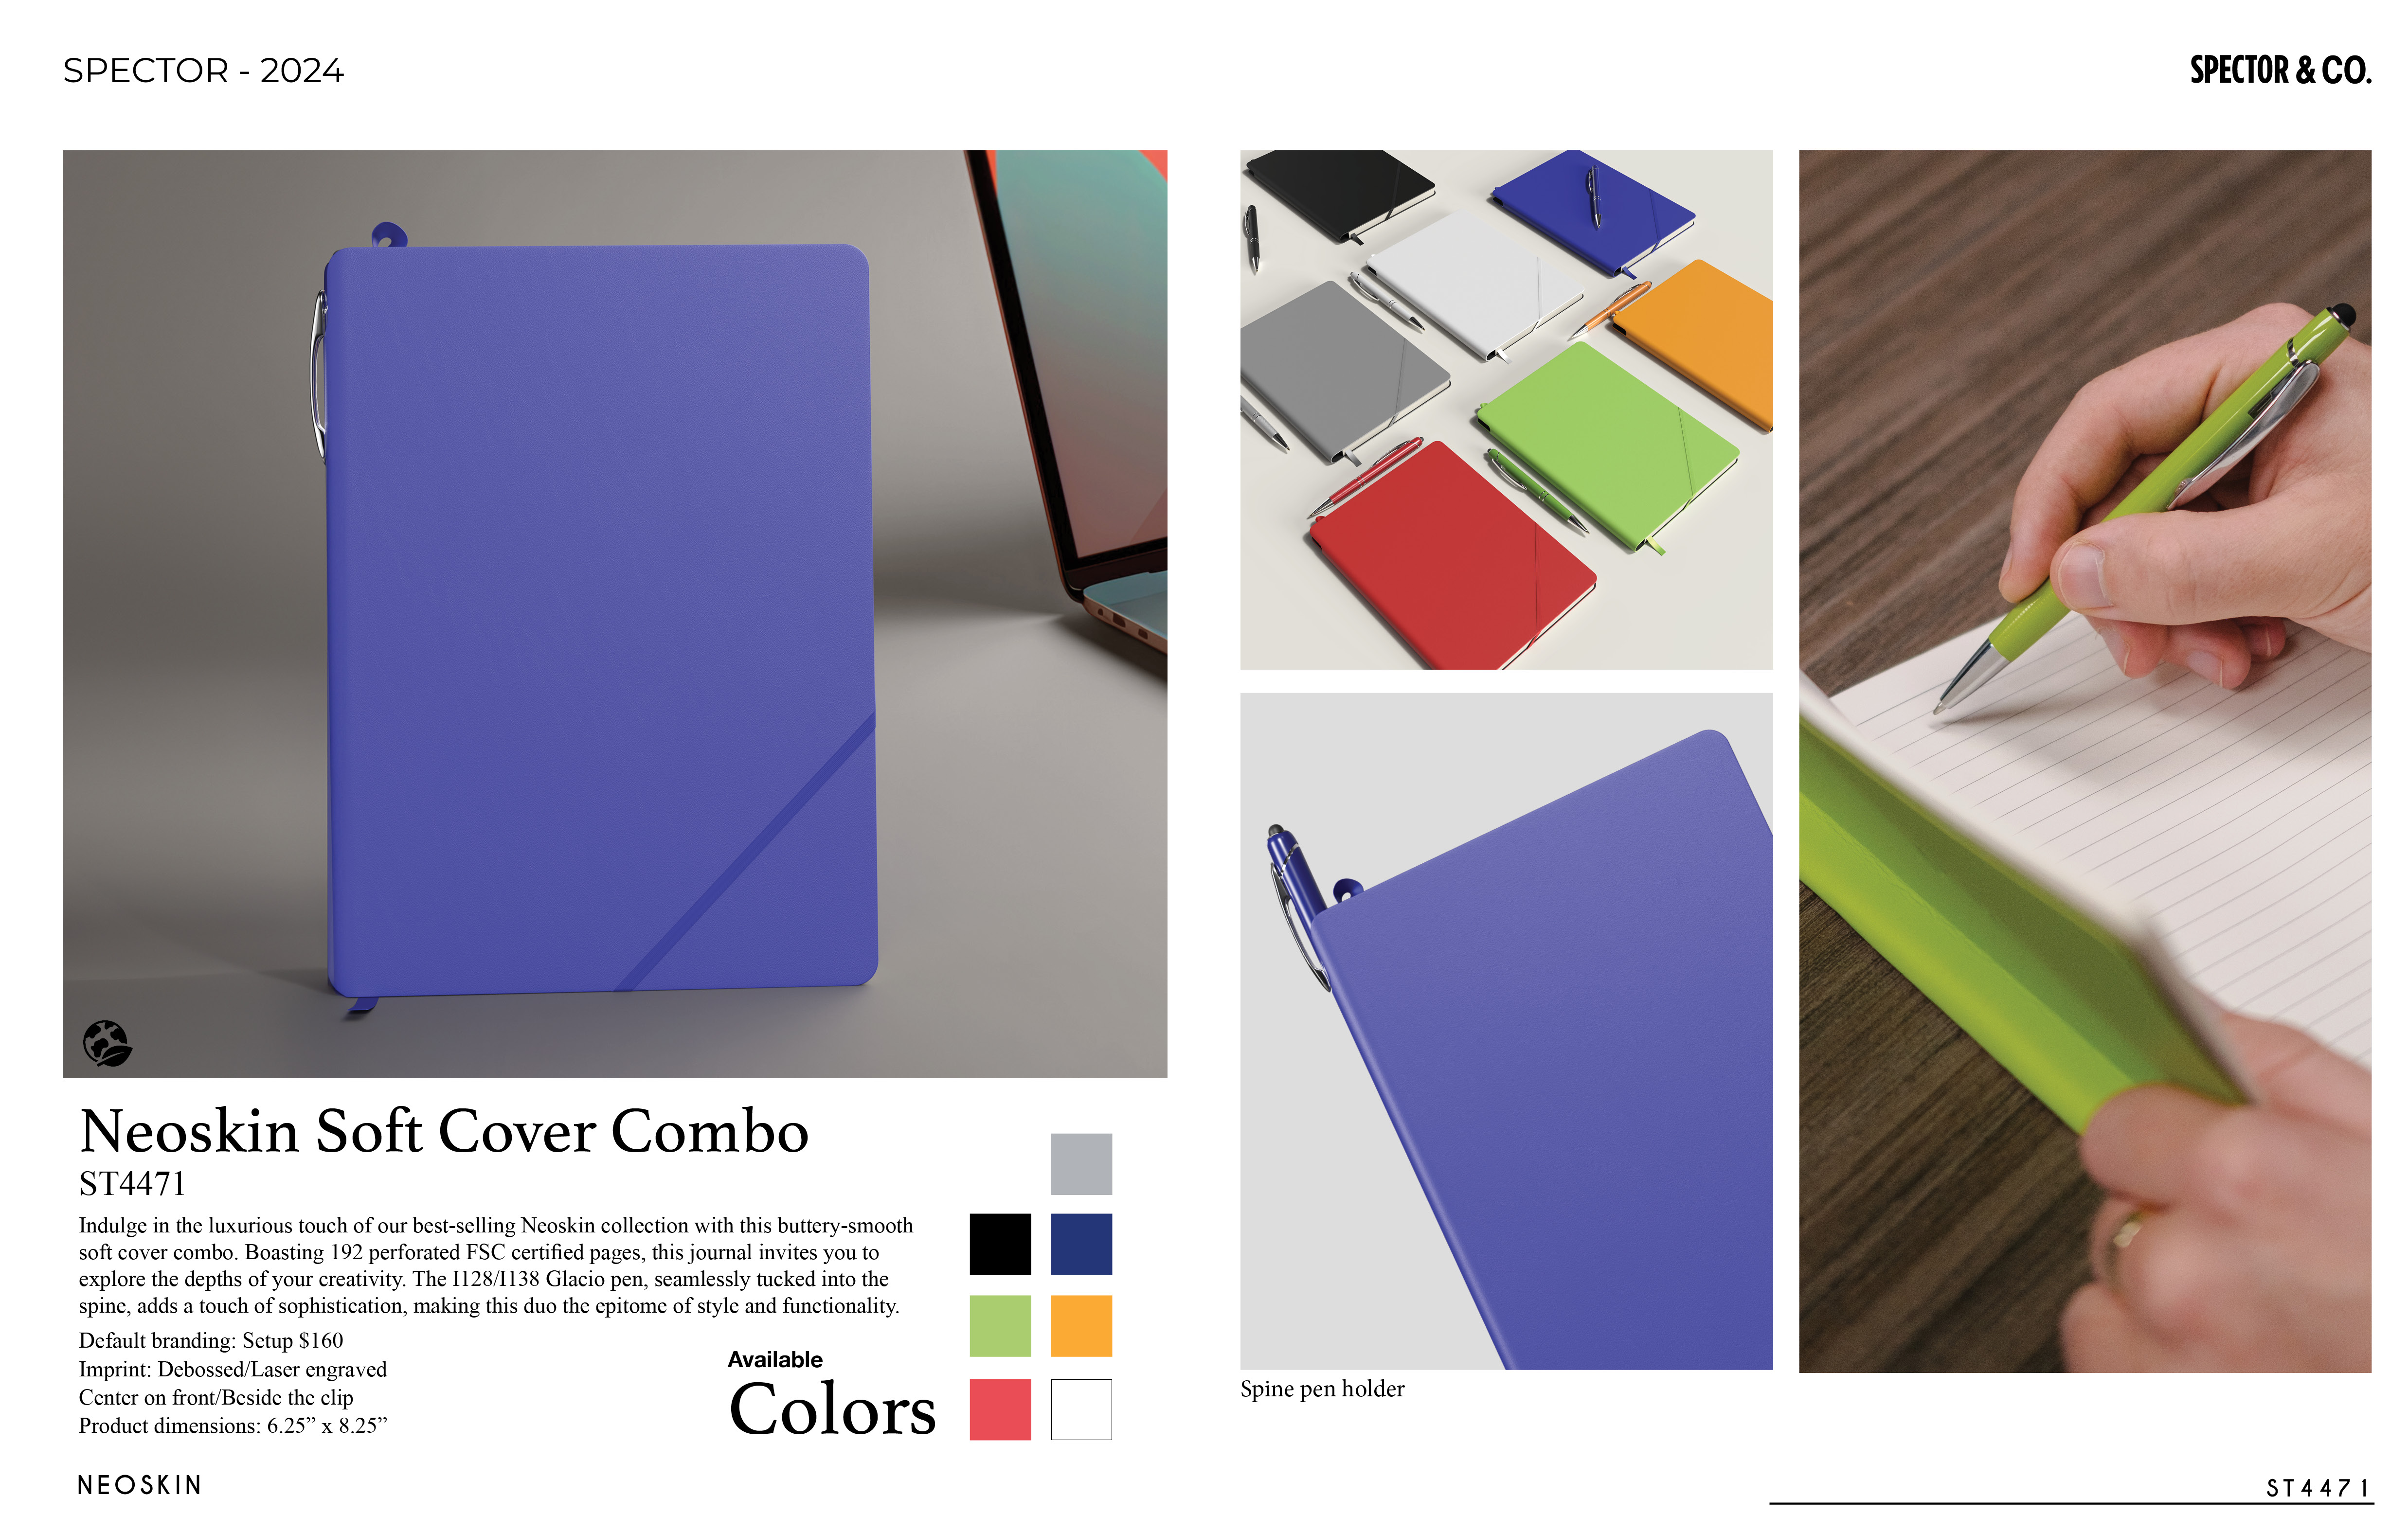 SPECTOR - 2024
SPECTOR & CO.
Neoskin Soft Cover Combo
ST4471
Indulge in the luxurious touch of our best-selling Neoskin collection with this buttery-smooth
soft cover combo. Boasting 192 perforated FSC certified pages, this journal invites you to
explore the depths of your creativity. The I128/I138 Glacio pen, seamlessly tucked into the
spine, adds a touch of sophistication, making this duo the epitome of style and functionality.
Default branding: Setup $160
Imprint: Debossed/Laser engraved
Center on front/Beside the clip
Product dimensions: 6.25” x 8.25”
Available
Colors
Spine pen holder
NEOSKIN
ST4471